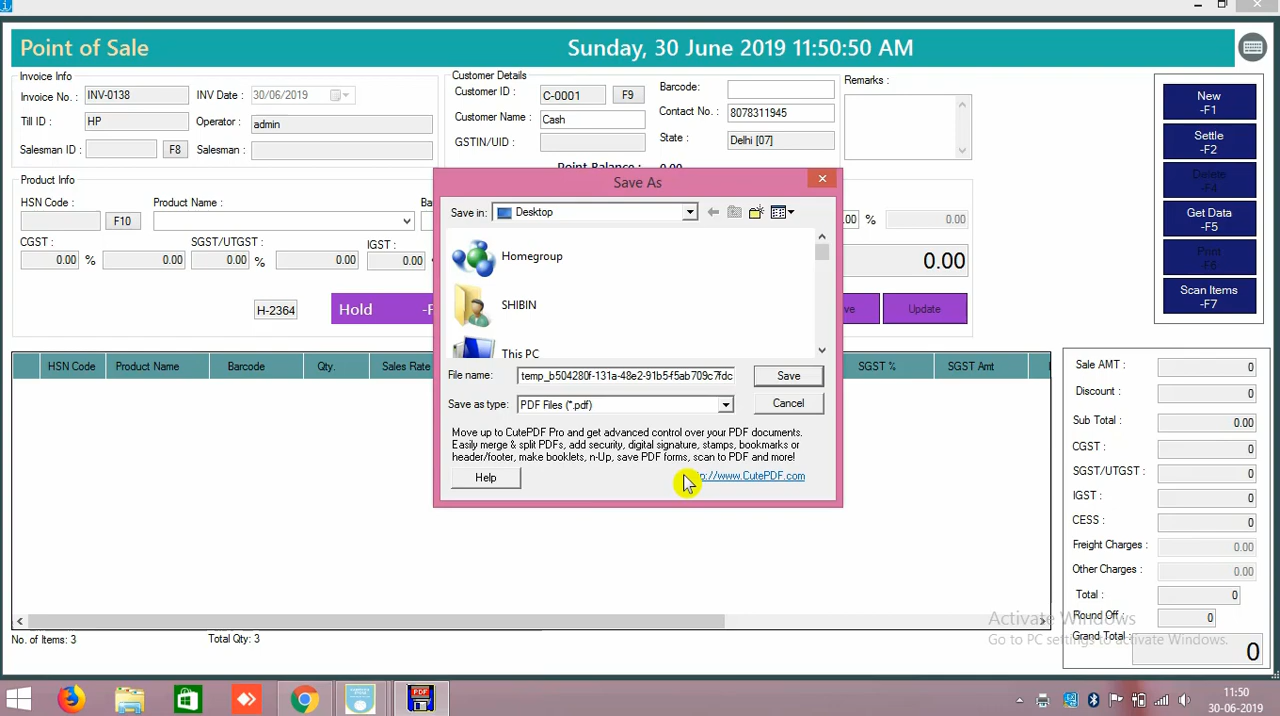 Point of Sale
Sunday, 30 June 2019 11:50:50 AM
Invoice Info
Customer Details
Invoice No. :
INV-0138
INV Date :
30/06/2019
Customer ID :
C-0001
F9
Barcode:
Remarks :
Till ID :
HP
Operator :
admin
Customer Name :
Cash
Contact No. :
8078311945
Salesman ID :
F8
Salesman :
GSTIN/UID :
State :
Delhi [07]
Point Balance :
0.00
New
-F1
Settle
-F2
Delete
-F4
Get Data
-F5
Print
-F6
Scan Items
-F7
Product Info
HSN Code :
F10
Product Name :
.00
%
0.00
CGST :
0.00
%
0.00
SGST/UTGST :
0.00
%
0.00
IGST :
0.00
0.00
H-2364
Hold
-F
ve
Update
Save As
Save in:
Desktop
Homegroup
SHIBIN
This PC
File name:
temp_b504280f-131a-48e2-91b5-f5ab709c7fdc
Save
Save as type:
PDF Files (*.pdf)
Cancel
Move up to CutePDF Pro and get advanced control over your PDF documents.
Easily merge & split PDFs, add security, digital signature, stamps, bookmarks or
header/footer, make booklets, n-Up, save PDF forms, scan to PDF and more!
Help
p://www.CutePDF.com
HSN Code
Product Name
Barcode
Qty.
Sales Rate
SGST %
SGST Amt
Sale AMT :
0
Discount :
0
Sub Total :
0.00
CGST :
0
SGST/UTGST :
0
IGST :
0
CESS :
0
Freight Charges :
0.00
Other Charges :
0.00
Total :
0
Round Off :
0
Grand Total :
0
Activate Windows
Go to PC settings to activate Windows.
No. of Items: 3
Total Qty: 3
PDF
11:50
30-06-2019